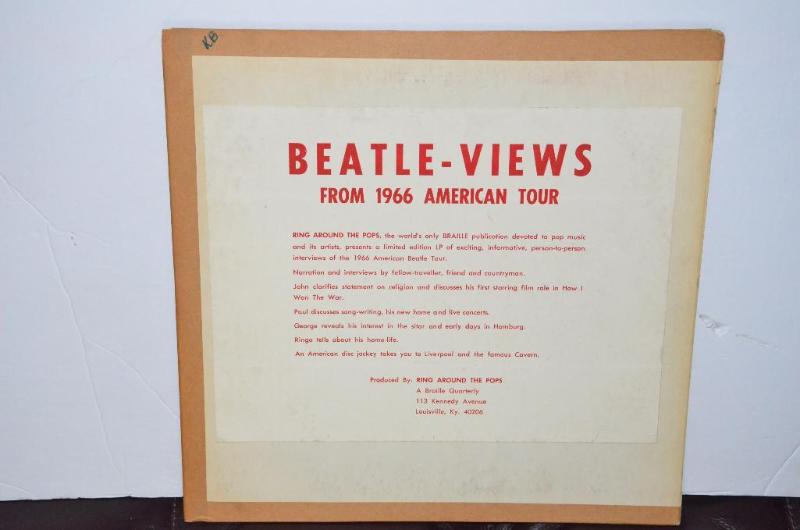 KB
BEATLE-VIEWS
FROM 1966 AMERICAN TOUR
RING AROUND THE POPS, the world's only BRAILLE publication devoted to pop music
and its artists, presents a limited edition LP of exciting, informative, person-to-person
interviews of the 1966 American Beatle Tour.
Narration and interviews by fellow-traveller, friend and countryman.
John clarifies statement on religion and discusses his first starring film role in How I
Won The War.
Paul discusses song-writing, his new home and live concerts.
George reveals his interest in the sitar and early days in Hamburg.
Ringo tells about his home-life.
An American disc jockey takes you to Liverpool and the famous Cavern.
Produced By: RING AROUND THE POPS
A Braille Quarterly
113 Kennedy Avenue
Louisville, Ky. 40206